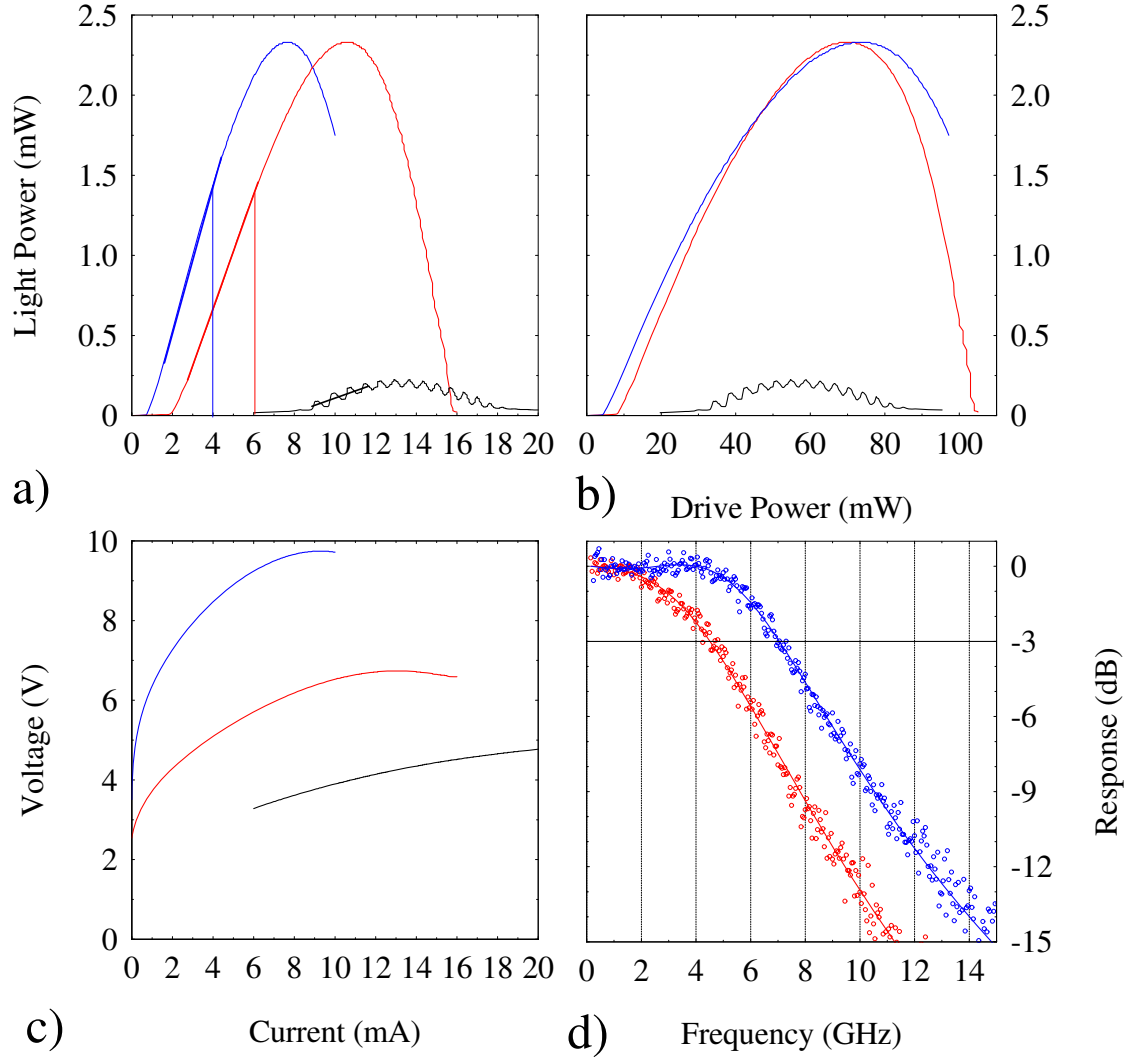 2.5
2.0
1.5
1.0
0.5
0
Light Power (mW)
0 2 4 6 8 10 12 14 16 18 20
a)
2.5
2.0
1.5
1.0
0.5
0
0 20 40 60 80 100
b)
Drive Power (mW)
10
8
6
4
2
0
Voltage (V)
0 2 4 6 8 10 12 14 16 18 20
c)
Current (mA)
0
-3
-6
-9
-12
-15
Response (dB)
0 2 4 6 8 10 12 14
d)
Frequency (GHz)